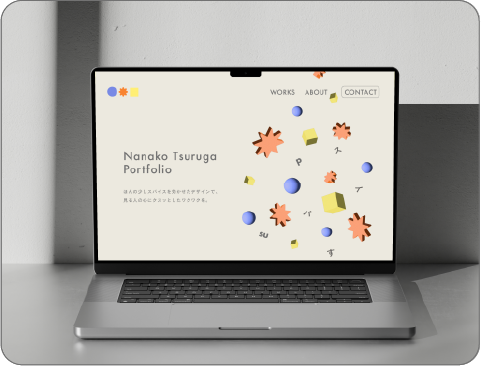 WORKS ABOUT CONTACT
Nanako Tsuruga
Portfolio
ほんの少しスパイスをきかせたデザインで、
見る人の心にクスッとしたワクワクを。
P
ス
イ
パ
su
す